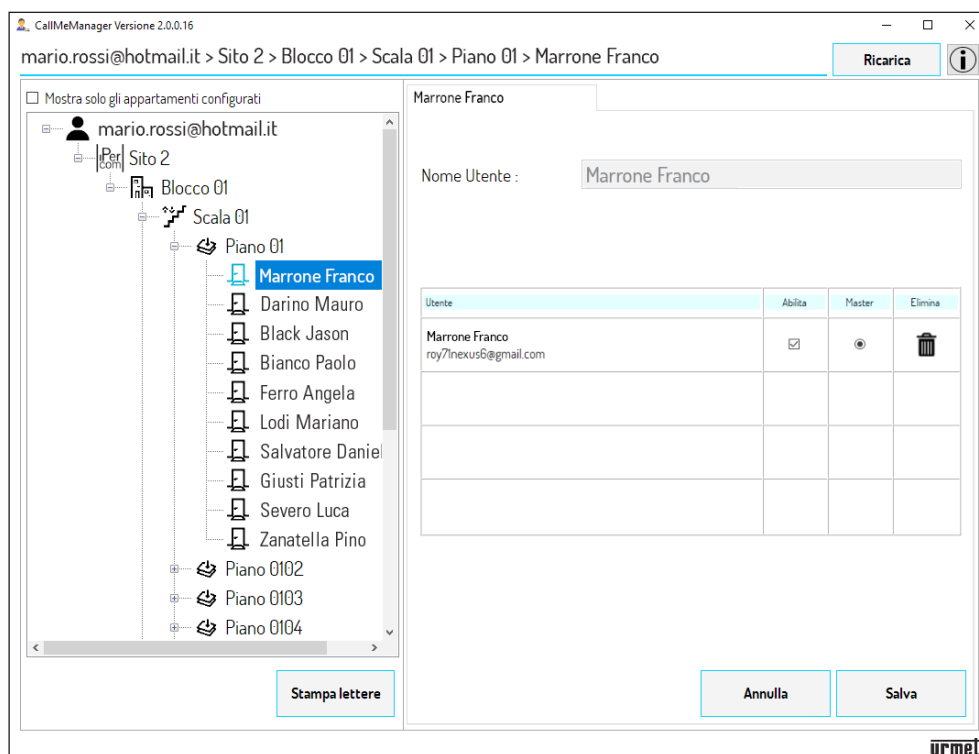 CallMeManager Versione 2.0.0.16
mario.rossi@hotmail.it > Sito 2 > Blocco 01 > Scala 01 > Piano 01 > Marrone Franco
Ricarica
Mostra solo gli appartamenti configurati
mario.rossi@hotmail.it
iPer
com
Sito 2
Blocco 01
Scala 01
Piano 01
Marrone Franco
Darino Mauro
Black Jason
Bianco Paolo
Ferro Angela
Lodi Mariano
Salvatore Daniel
Giusti Patrizia
Severo Luca
Zanatella Pino
Piano 0102
Piano 0103
Piano 0104
Stampa lettere
Marrone Franco
Nome Utente :
Marrone Franco
Utente Abilita Master Elimina
Marrone Franco
roy71nexus6@gmail.com
Annulla
Salva
urmet